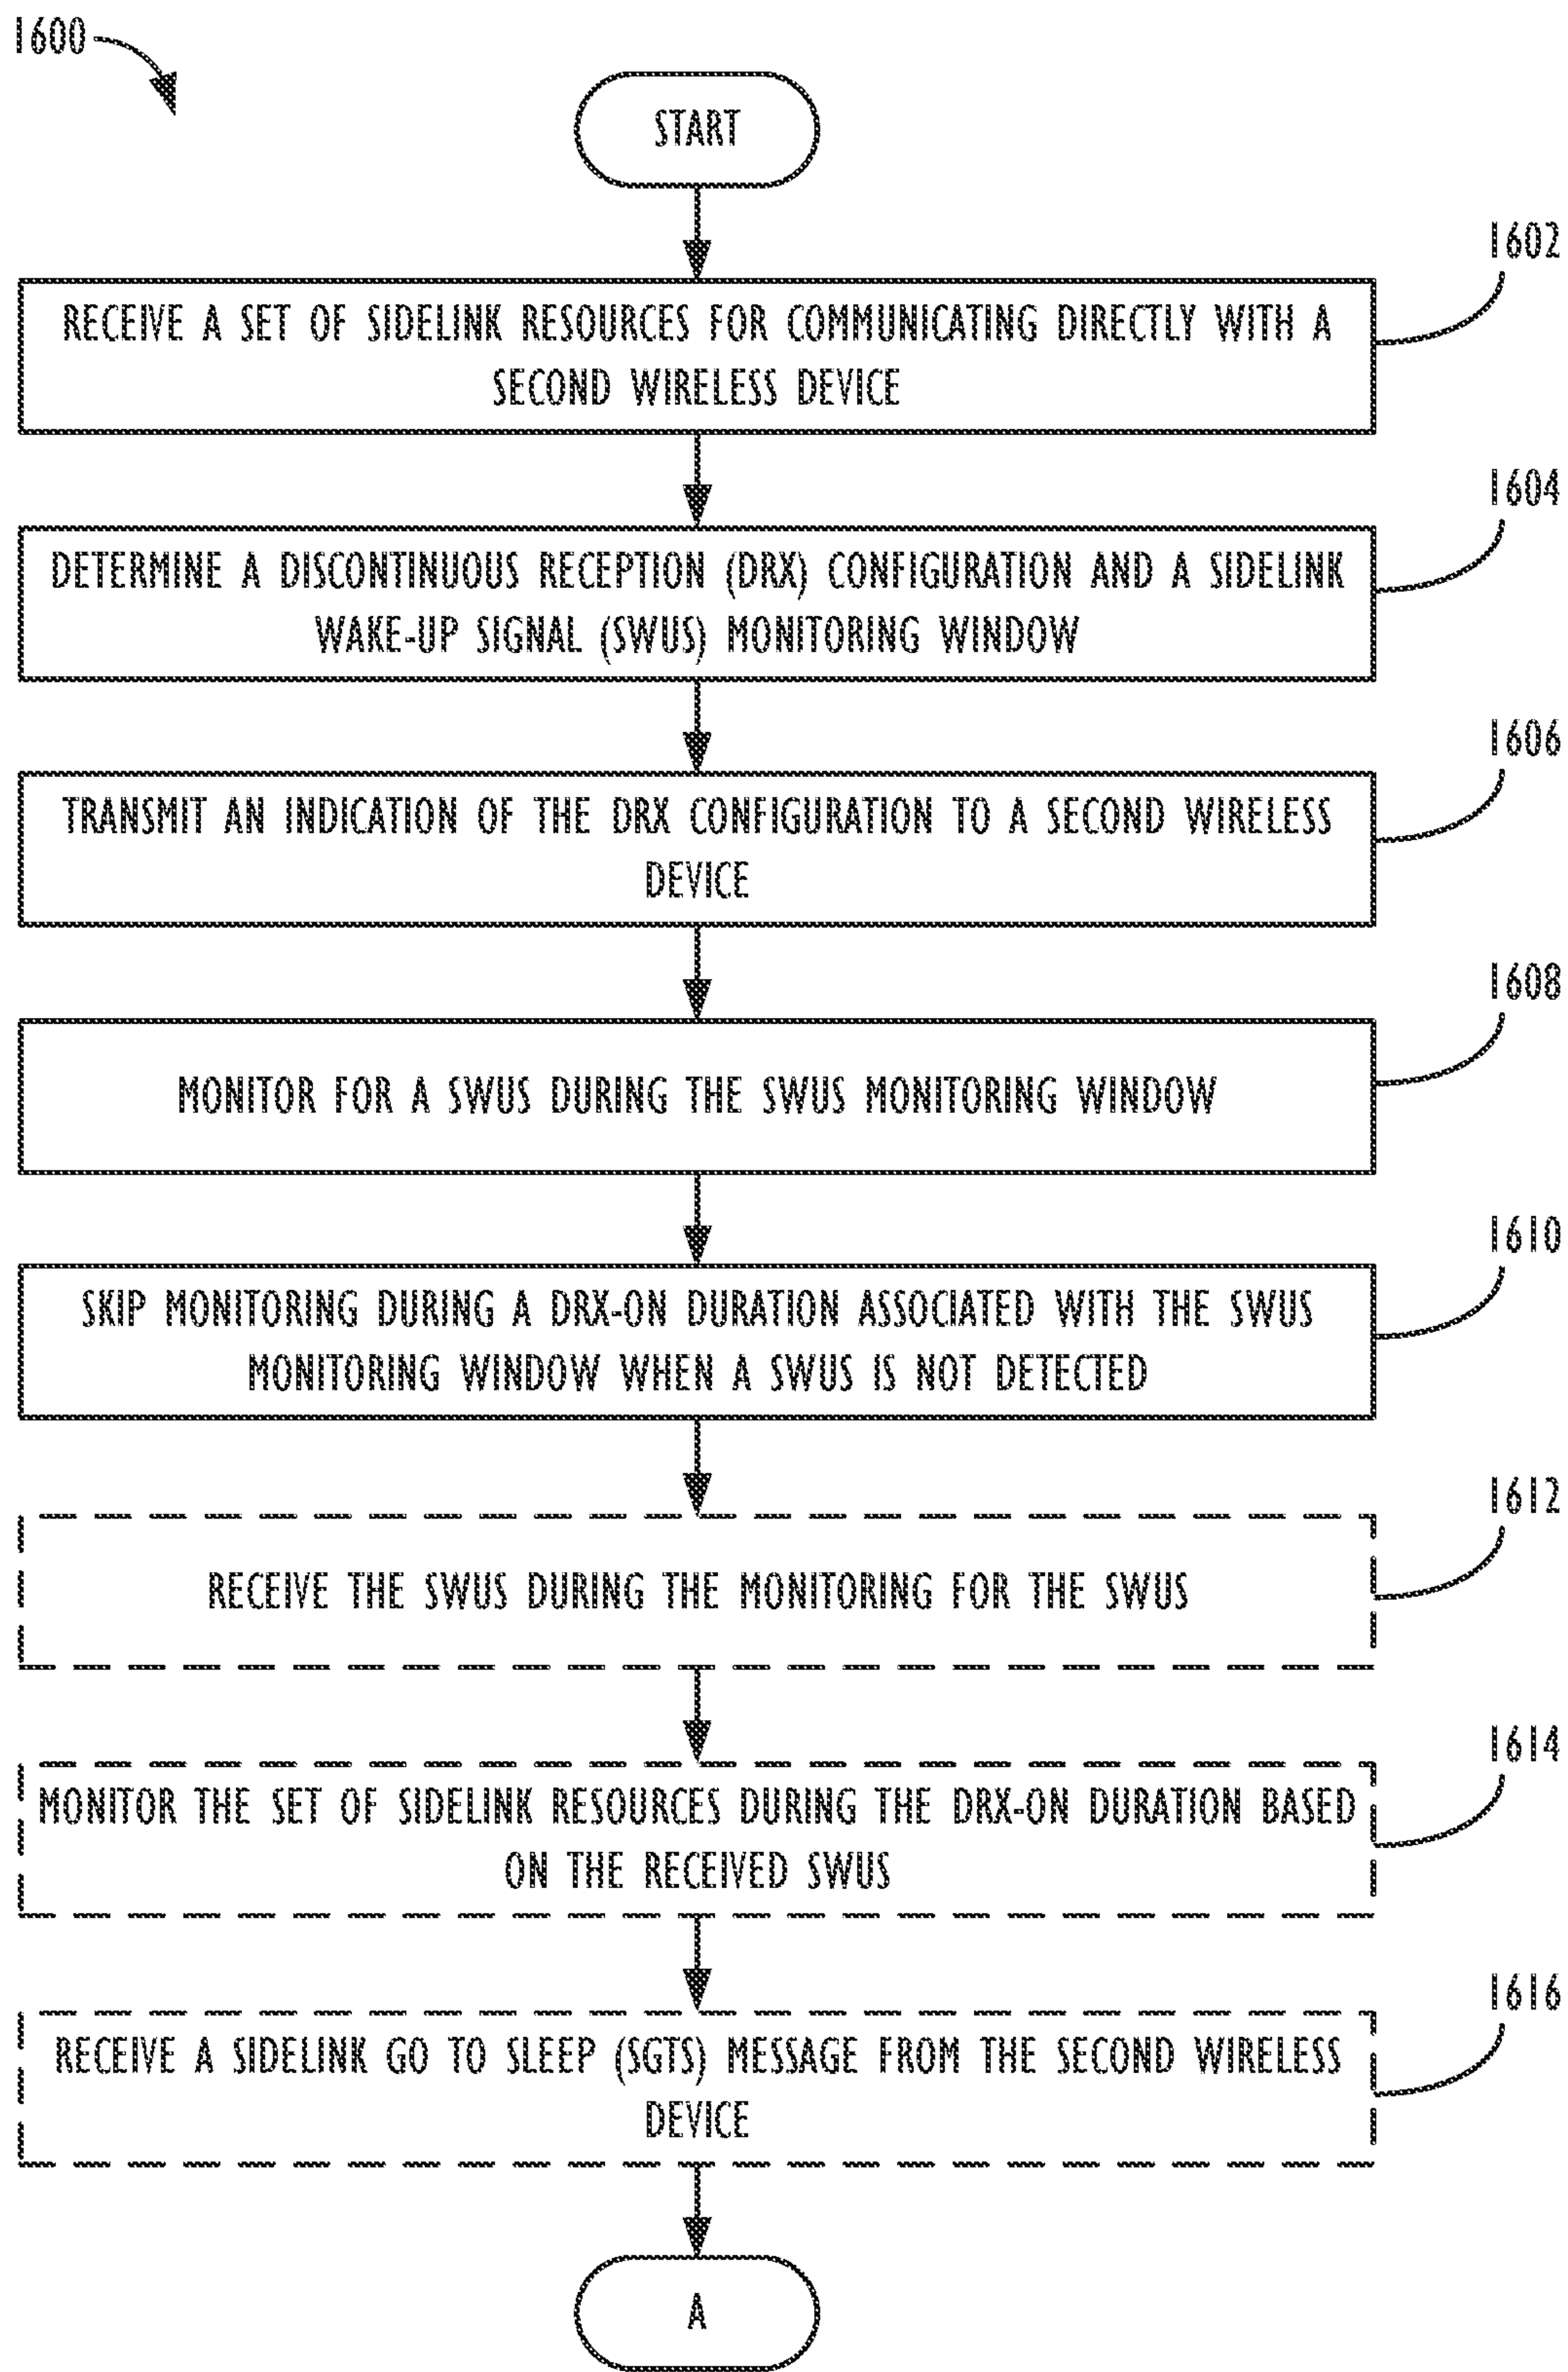 1600
START
1602
RECEIVE A SET OF SIDELINK RESOURCES FOR COMMUNICATING DIRECTLY WITH A
SECOND WIRELESS DEVICE
1604
DETERMINE A DISCONTINUOUS RECEPTION (DRX) CONFIGURATION AND A SIDELINK
WAKE-UP SIGNAL (SWUS) MONITORING WINDOW
1606
TRANSMIT AN INDICATION OF THE DRX CONFIGURATION TO A SECOND WIRELESS
DEVICE
1608
MONITOR FOR A SWUS DURING THE SWUS MONITORING WINDOW
1610
SKIP MONITORING DURING A DRX-ON DURATION ASSOCIATED WITH THE SWUS
MONITORING WINDOW WHEN A SWUS IS NOT DETECTED
1612
RECEIVE THE SWUS DURING THE MONITORING FOR THE SWUS
1614
MONITOR THE SET OF SIDELINK RESOURCES DURING THE DRX-ON DURATION BASED
ON THE RECEIVED SWUS
1616
RECEIVE A SIDELINK GO TO SLEEP (SGTS) MESSAGE FROM THE SECOND WIRELESS
DEVICE
A